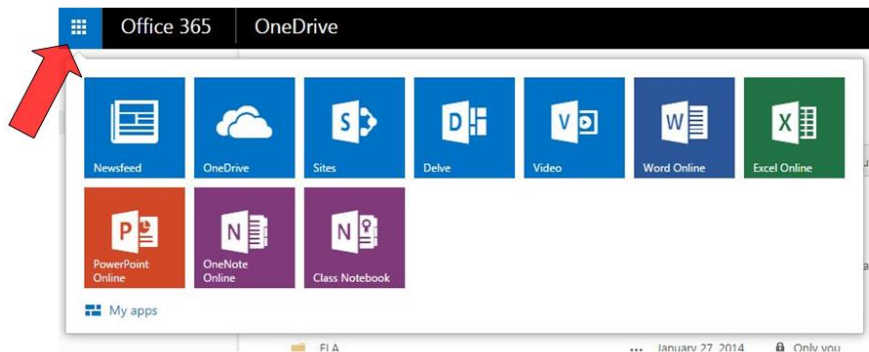 Office 365 OneDrive
Newsfeed OneDrive Sites Delve Video Word Online Excel Online
PowerPoint OneNote
Online Online Class Notebook
My apps
ELA ... January 27, 2014 Only you